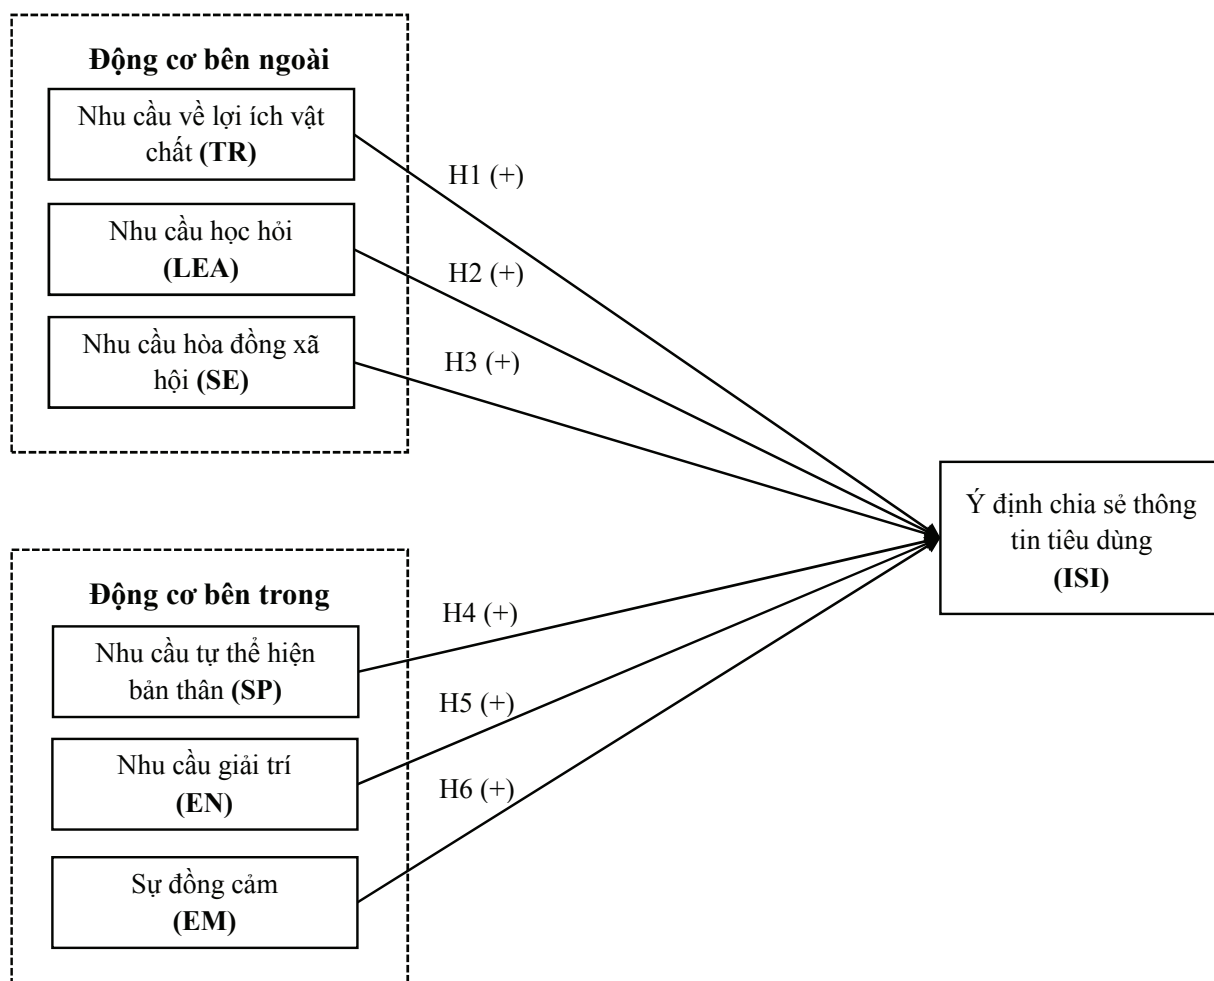 Động cơ bên ngoài
Nhu cầu về lợi ích vật
chất (TR)
H1 (+)
Nhu cầu học hỏi
(LEA)
H2 (+)
Nhu cầu hòa đồng xã
hội (SE)
H3 (+)
Ý định chia sẻ thông
tin tiêu dùng
(ISI)
Động cơ bên trong
H4 (+)
Nhu cầu tự thể hiện
bản thân (SP)
H5 (+)
Nhu cầu giải trí
(EN)
H6 (+)
Sự đồng cảm
(EM)